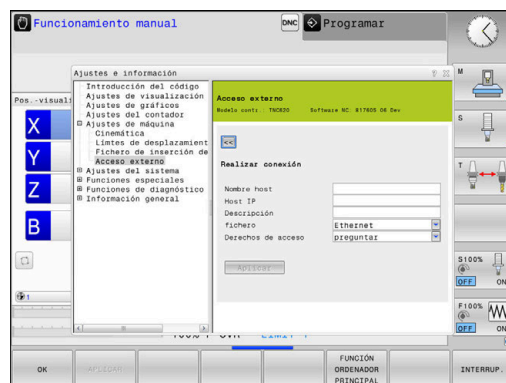 Funcionamiento manual
DNC
Programar
Ajustes e información
Introducción del código
Ajustes de visualización
Ajustes de gráficos
Ajustes del contador
Ajustes de máquina
Cinemática
Límtes de desplazamient
Fichero de inserción de
Acceso externo
Ajustes del sistema
Funciones especiales
Funciones de diagnóstico
Información general
Acceso externo
Modelo contr.: TNC620 Software NC: 817605 06 Dev
<<
Realizar conexión
Nombre host
Host IP
Descripción
fichero Ethernet
Derechos de acceso preguntar
Aplicar
Pos.-visuali
X
Y
Z
B
1
M
S
T
S100%
OFF ON
F100%
OFF ON
OK
APLICAR
FUNCIÓN
ORDENADOR
PRINCIPAL
INTERRUP.